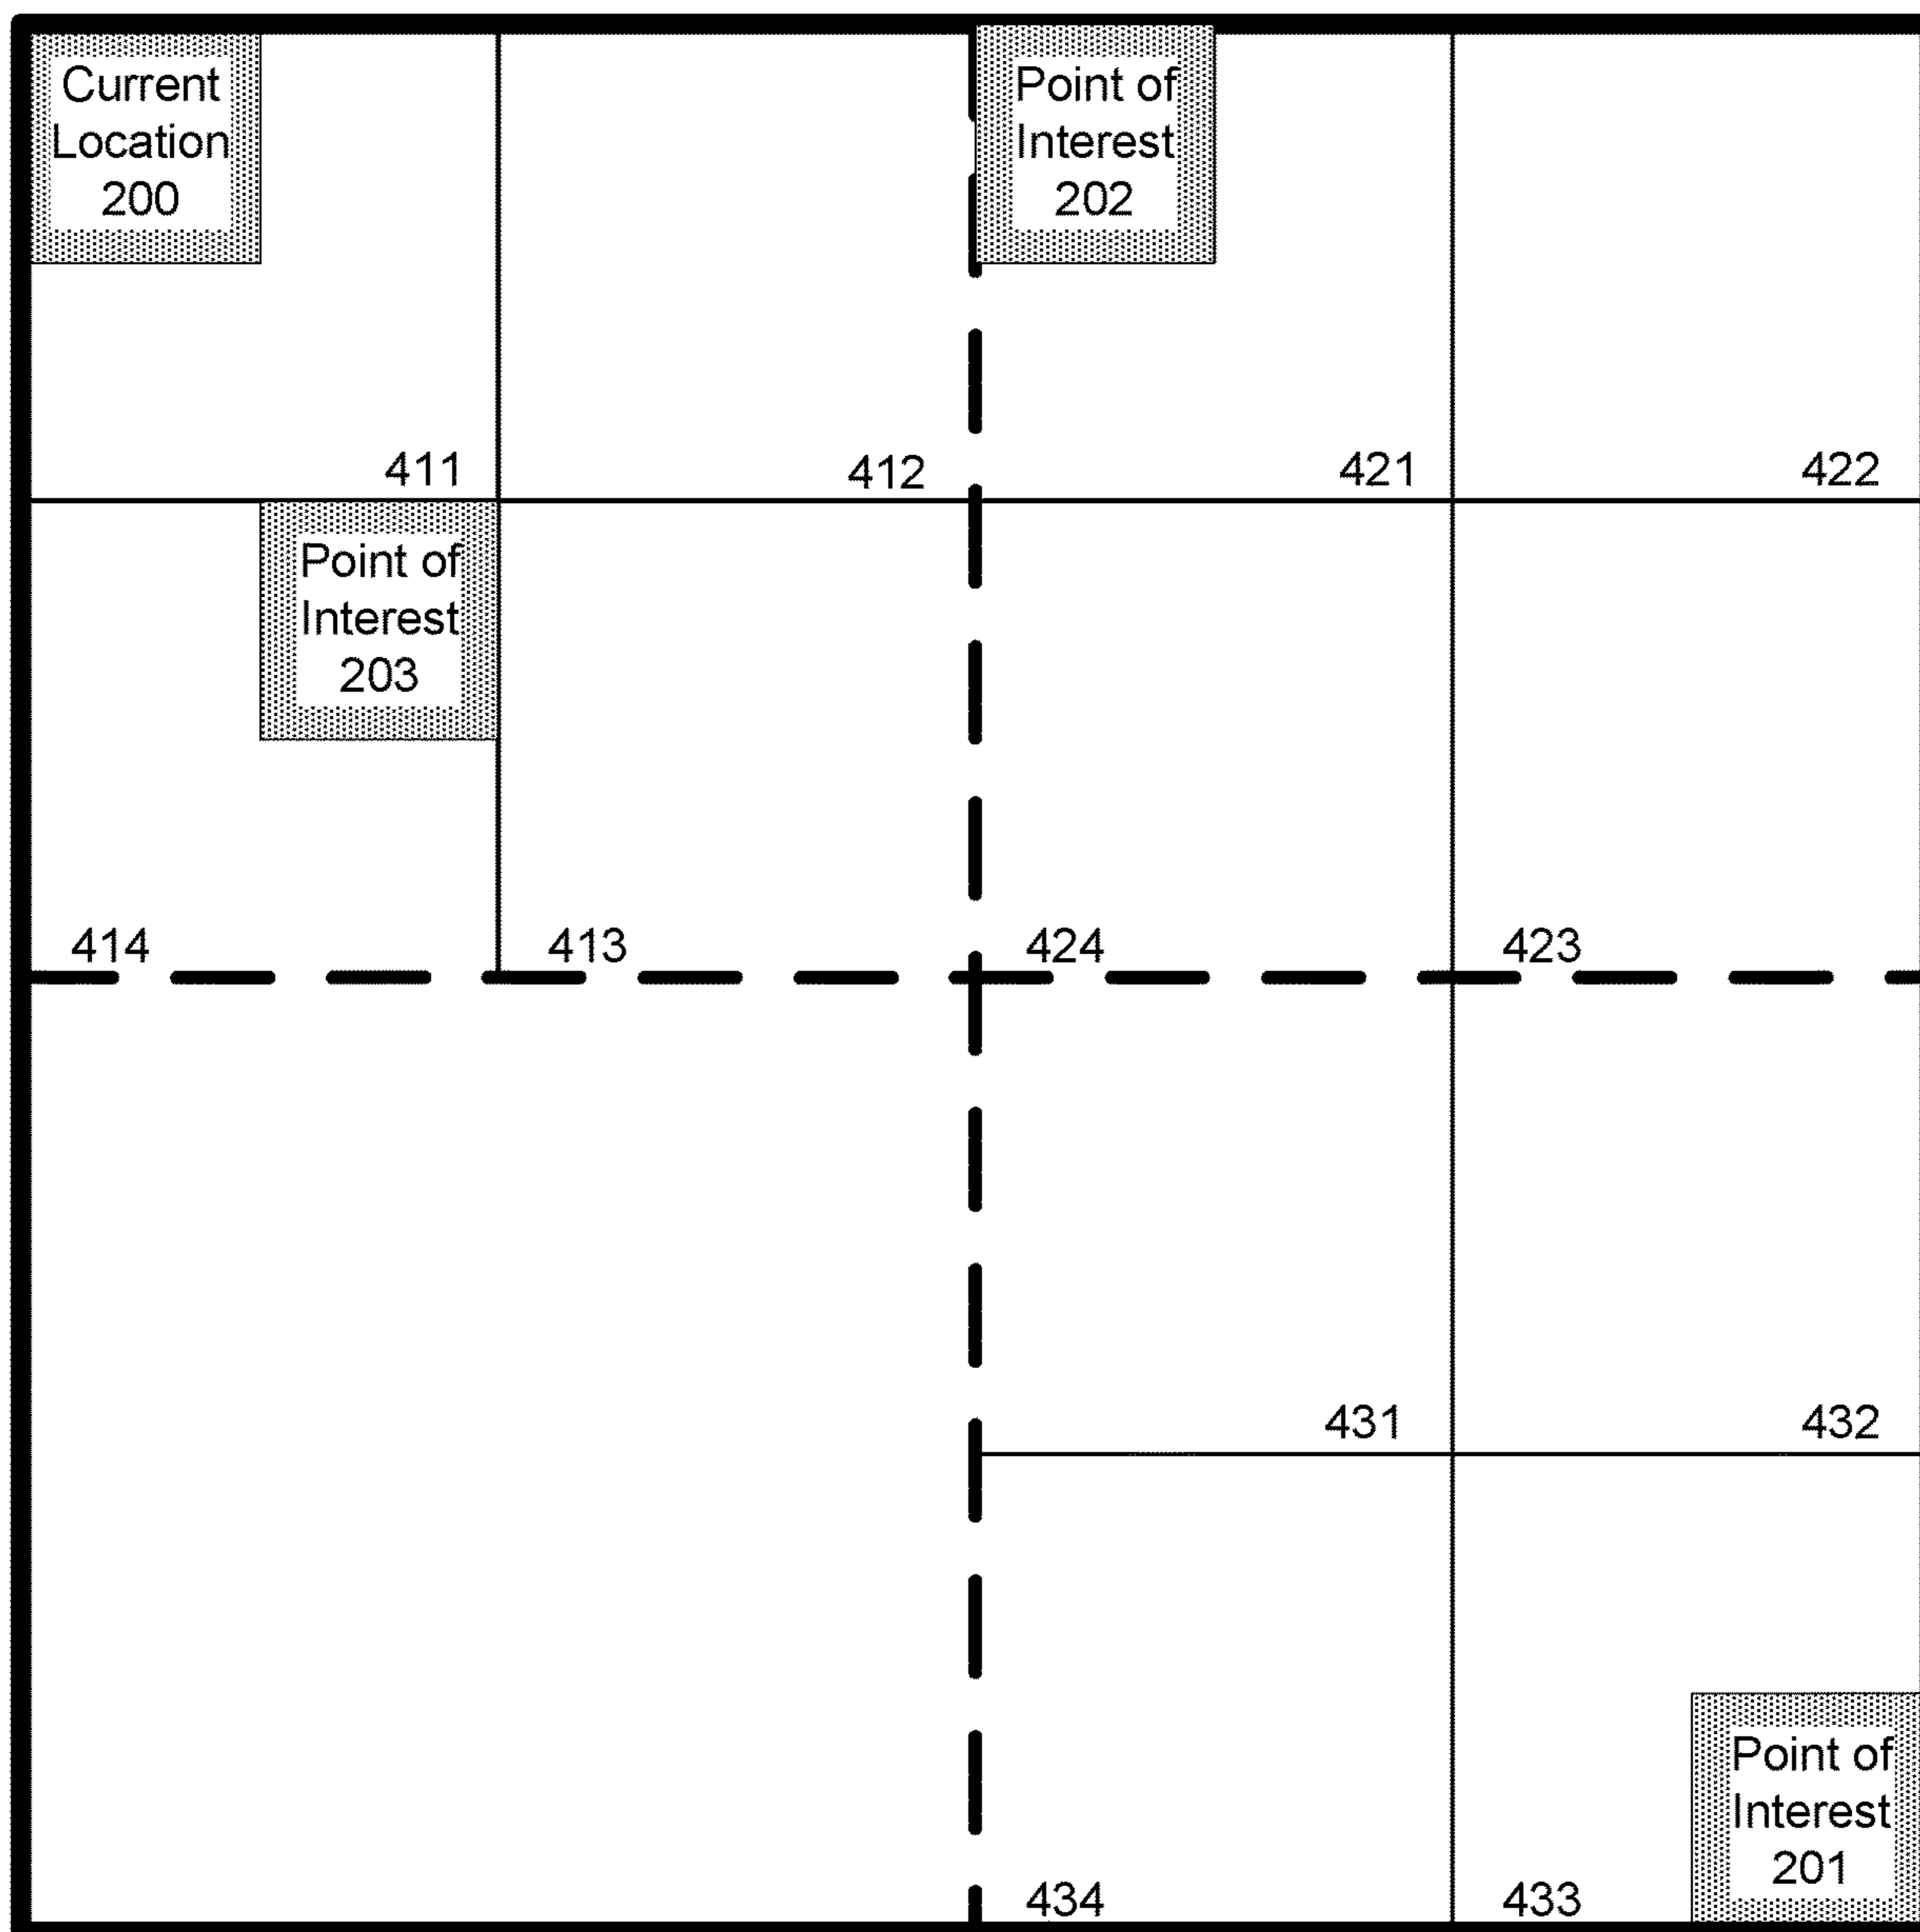 Current
Location
200
Point of
Interest
202
411
412
421
422
Point of
Interest
203
414
413
424
423
431
432
Point of
Interest
201
434
433